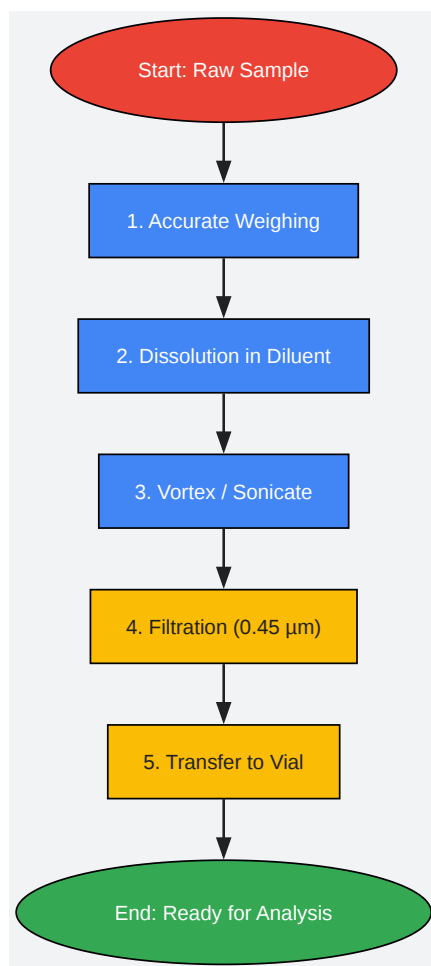 Start: Raw Sample
1. Accurate Weighing
2. Dissolution in Diluent
3. Vortex / Sonicate
4. Filtration (0.45 µm)
5. Transfer to Vial
End: Ready for Analysis